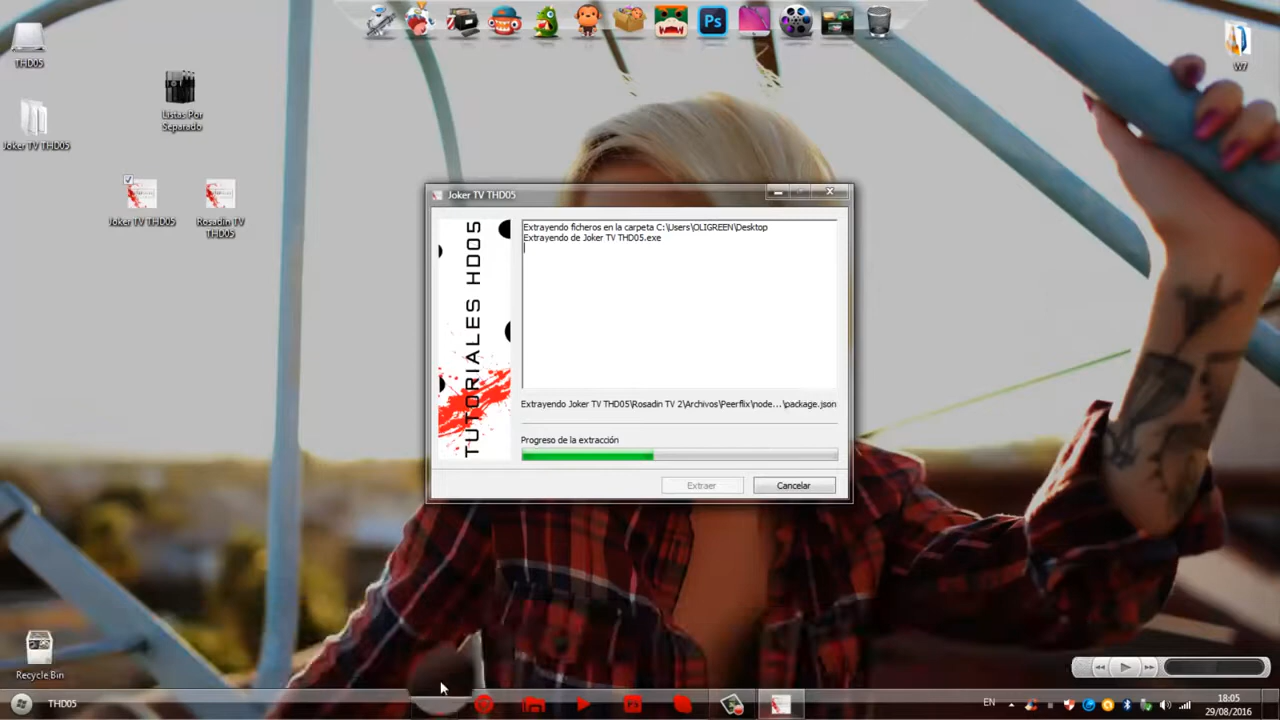 THD05
Joker TV THD05
Listas Por
Separado
Joker TV THD05
Rosadin TV
THD05
W7
Ps
Joker TV THD05
TUTORIALES HD05
Extrayendo ficheros en la carpeta C:\Users\OLIGREEN\Desktop
Extrayendo de Joker TV THD05.exe
Extrayendo Joker TV THD05\Rosadin TV 2\Archivos\Peerflix\node...\package.json
Progreso de la extracción
Extraer
Cancelar
Recycle Bin
THD05
EN
18:05
29/08/2016